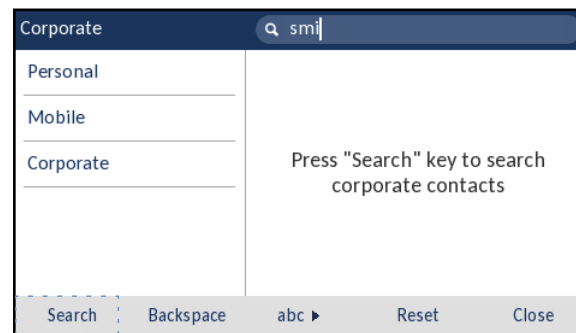 Corporate
smi
Personal
Mobile
Corporate
Press "Search" key to search
corporate contacts
Search Backspace abc Reset Close